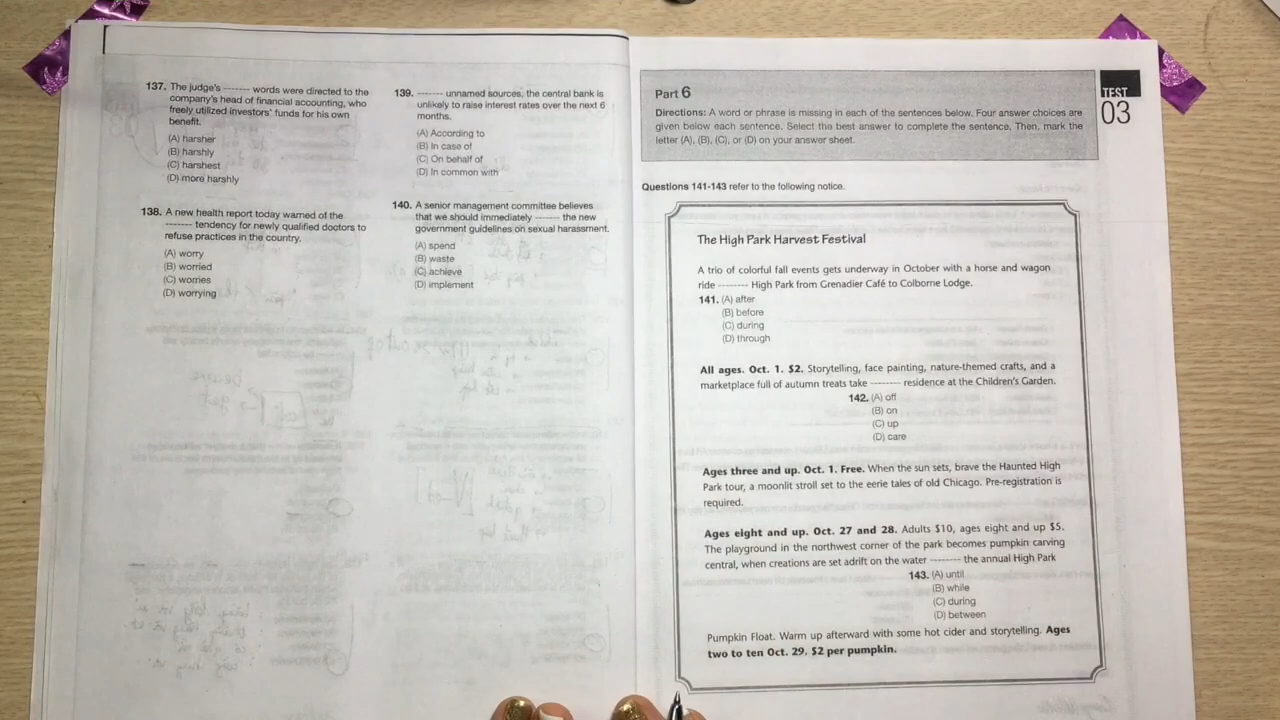 137. The judge's ------- words were directed to the
company's head of financial accounting, who
freely utilized investors' funds for his own
benefit.
(A) harsher
(B) harshly
(C) harshest
(D) more harshly
138. A new health report today warned of the
------- tendency for newly qualified doctors to
refuse practices in the country.
(A) worry
(B) worried
(C) worries
(D) worrying
139. ------- unnamed sources, the central bank is
unlikely to raise interest rates over the next 6
months.
(A) According to
(B) In case of
(C) On behalf of
(D) In common with
140. A senior management committee believes
that we should immediately ------- the new
government guidelines on sexual harassment.
(A) spend
(B) waste
(C) achieve
(D) implement
TEST
03
Part 6
Directions: A word or phrase is missing in each of the sentences below. Four answer choices are
given below each sentence. Select the best answer to complete the sentence. Then, mark the
letter (A), (B), (C), or (D) on your answer sheet.
Questions 141-143 refer to the following notice.
The High Park Harvest Festival
A trio of colorful fall events gets underway in October with a horse and wagon
ride -------- High Park from Grenadier Café to Colborne Lodge.
141. (A) after
(B) before
(C) during
(D) through
All ages. Oct. 1. $2. Storytelling, face painting, nature-themed crafts, and a
marketplace full of autumn treats take -------- residence at the Children's Garden.
142. (A) off
(B) on
(C) up
(D) care
Ages three and up. Oct. 1. Free. When the sun sets, brave the Haunted High
Park tour, a moonlit stroll set to the eerie tales of old Chicago. Pre-registration is
required.
Ages eight and up. Oct. 27 and 28. Adults $10, ages eight and up $5.
The playground in the northwest corner of the park becomes pumpkin carving
central, when creations are set adrift on the water -------- the annual High Park
143. (A) until
(B) while
(C) during
(D) between
Pumpkin Float. Warm up afterward with some hot cider and storytelling. Ages
two to ten Oct. 29. $2 per pumpkin.